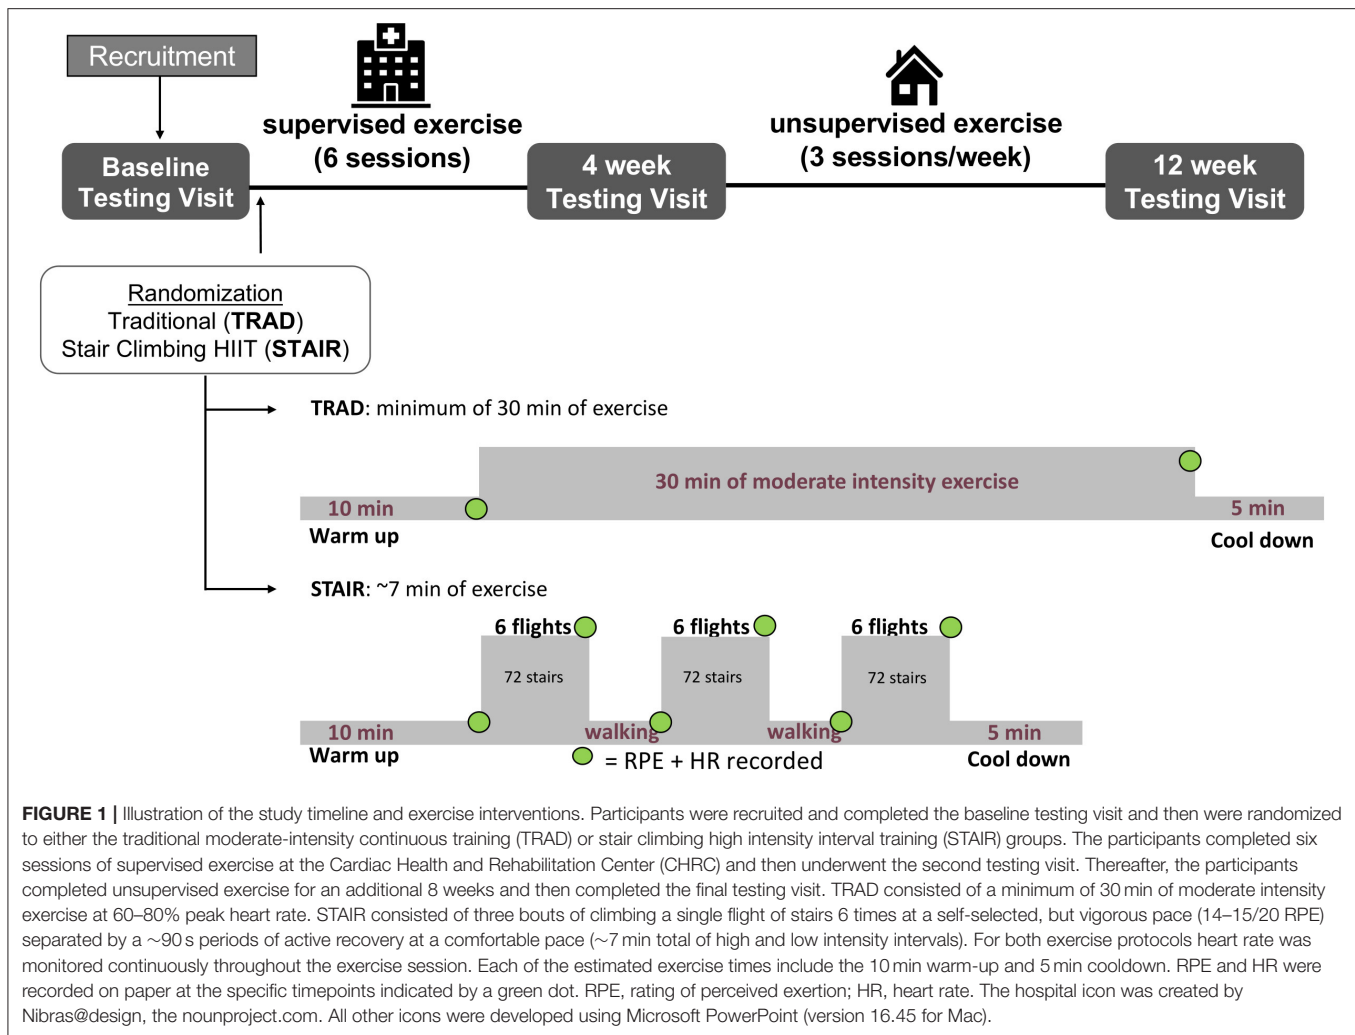 Recruitment
supervised exercise
(6 sessions)
unsupervised exercise
(3 sessions/week)
Baseline
Testing Visit
4 week
Testing Visit
12 week
Testing Visit
Randomization
Traditional (TRAD)
Stair Climbing HIIT (STAIR)
TRAD: minimum of 30 min of exercise
30 min of moderate intensity exercise
10 min
5 min
Warm up
Cool down
STAIR: ~7 min of exercise
6 flights 6 flights 6 flights
72 stairs 72 stairs 72 stairs
10 min walking walking 5 min
Warm up Cool down
= RPE + HR recorded
FIGURE 1 | Illustration of the study timeline and exercise interventions. Participants were recruited and completed the baseline testing visit and then were randomized
to either the traditional moderate-intensity continuous training (TRAD) or stair climbing high intensity interval training (STAIR) groups. The participants completed six
sessions of supervised exercise at the Cardiac Health and Rehabilitation Center (CHRC) and then underwent the second testing visit. Thereafter, the participants
completed unsupervised exercise for an additional 8 weeks and then completed the final testing visit. TRAD consisted of a minimum of 30 min of moderate intensity
exercise at 60–80% peak heart rate. STAIR consisted of three bouts of climbing a single flight of stairs 6 times at a self-selected, but vigorous pace (14–15/20 RPE)
separated by a ~90 s periods of active recovery at a comfortable pace (~7 min total of high and low intensity intervals). For both exercise protocols heart rate was
monitored continuously throughout the exercise session. Each of the estimated exercise times include the 10 min warm-up and 5 min cooldown. RPE and HR were
recorded on paper at the specific timepoints indicated by a green dot. RPE, rating of perceived exertion; HR, heart rate. The hospital icon was created by
Nibras@design, the nounproject.com. All other icons were developed using Microsoft PowerPoint (version 16.45 for Mac).